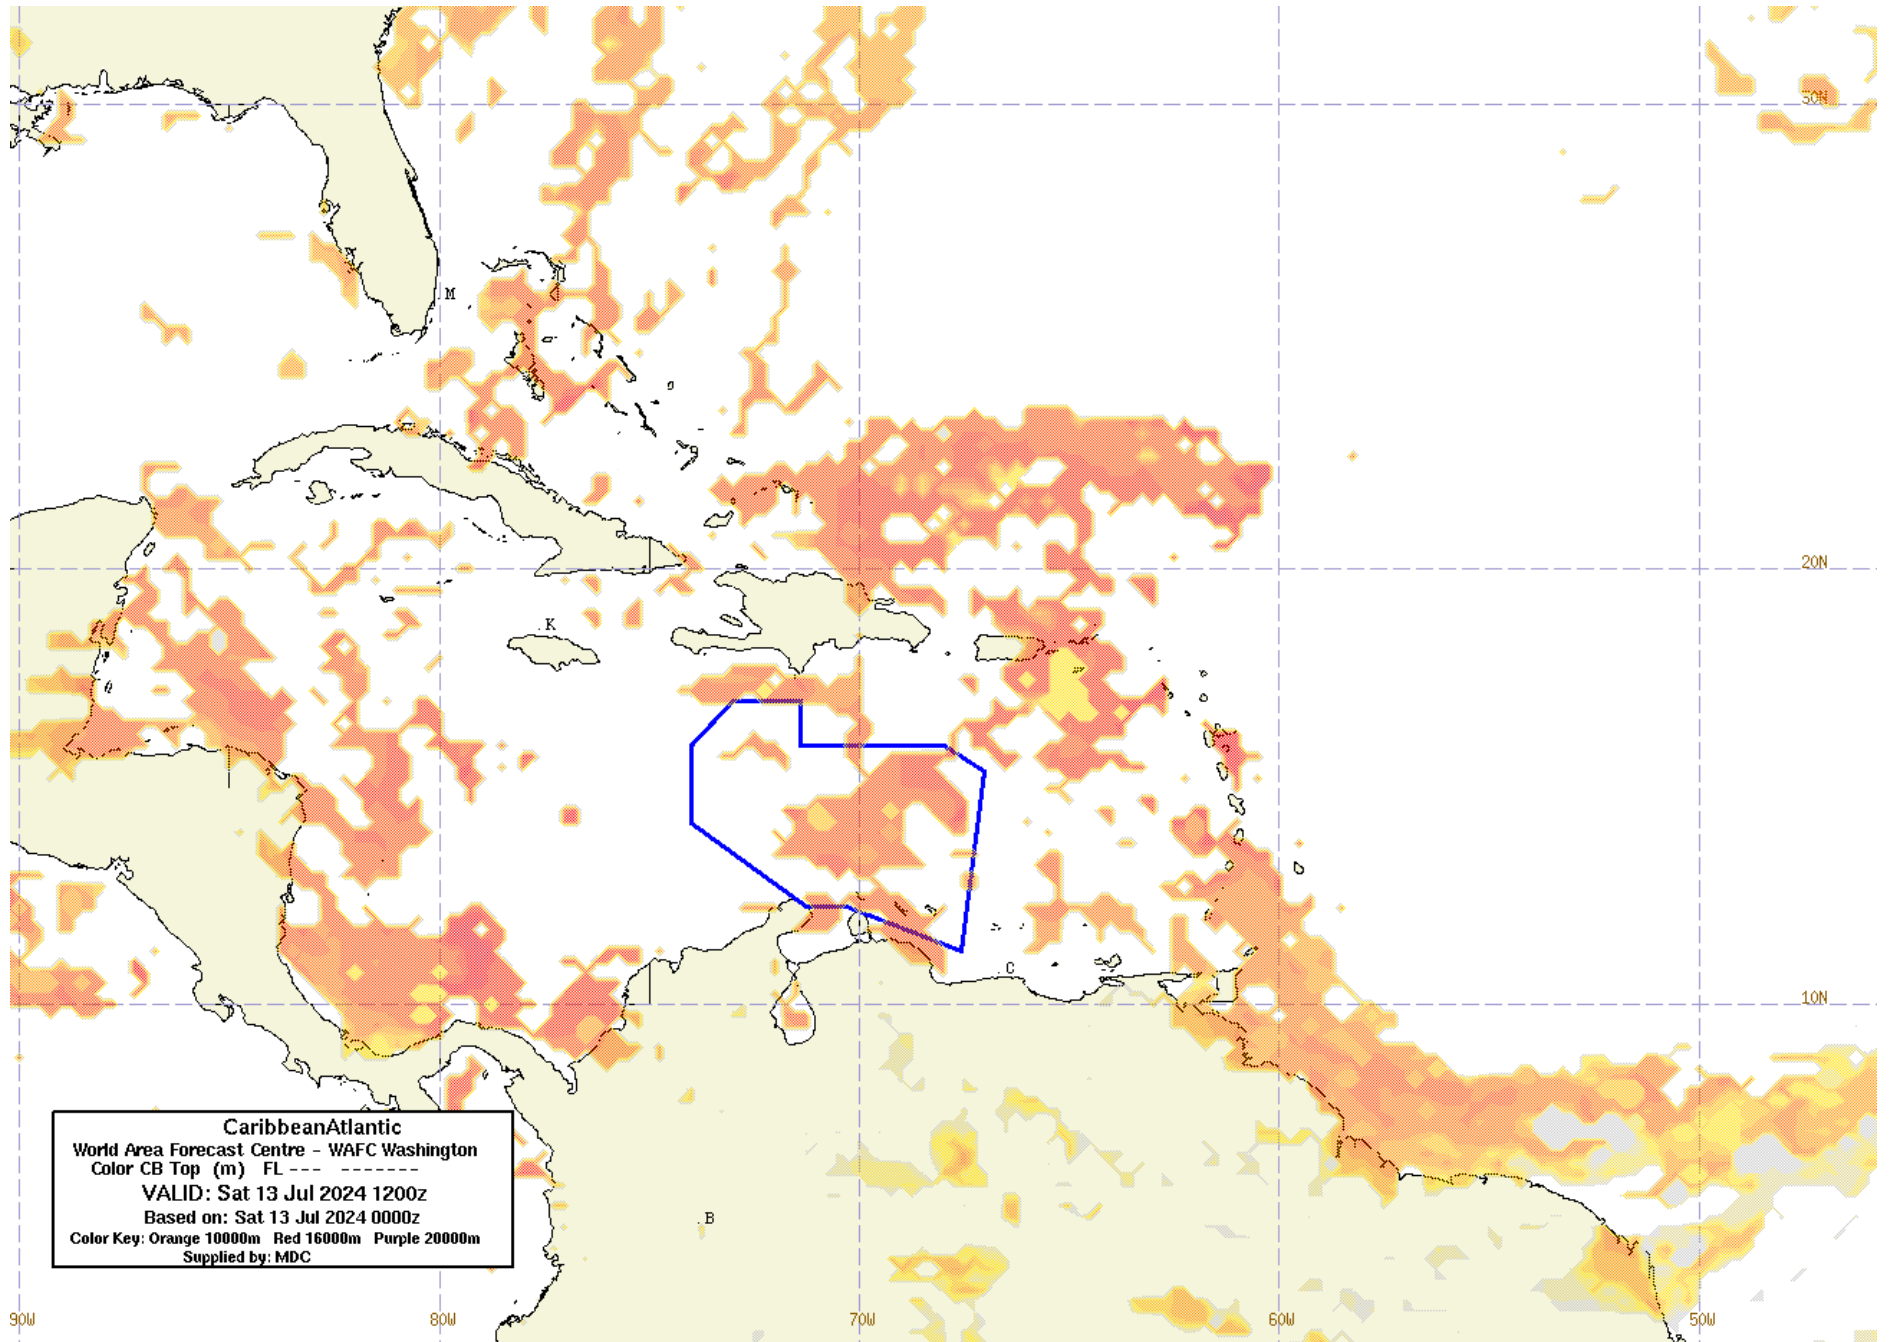 30N
M
20N
.K
C
10N
CaribbeanAtlantic
World Area Forecast Centre - WAFC Washington
Color CB Top (m) FL --- -------
VALID: Sat 13 Jul 2024 1200z
Based on: Sat 13 Jul 2024 0000z
Color Key: Orange 10000m Red 16000m Purple 20000m
Supplied by: MDC
.B
90W 80W 70W 60W 50W